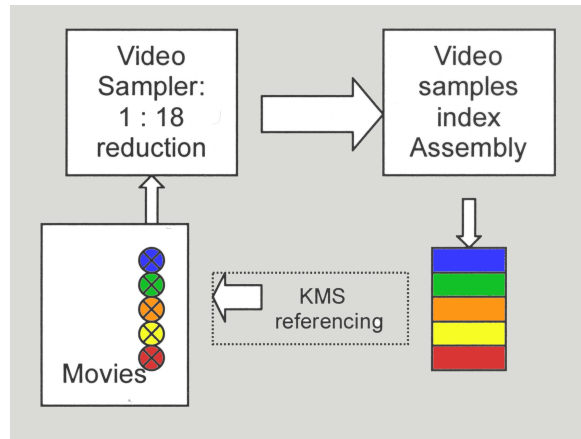 Video
Sampler:
1 : 18
reduction
Video
samples
index
Assembly
KMS
referencing
Movies